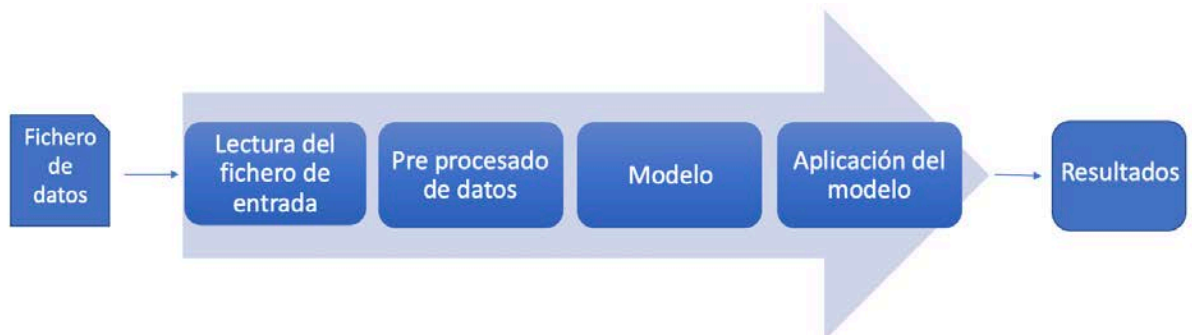 Fichero
de
datos
Lectura del
fichero de
entrada
Pre procesado
de datos
Modelo
Aplicación del
modelo
Resultados